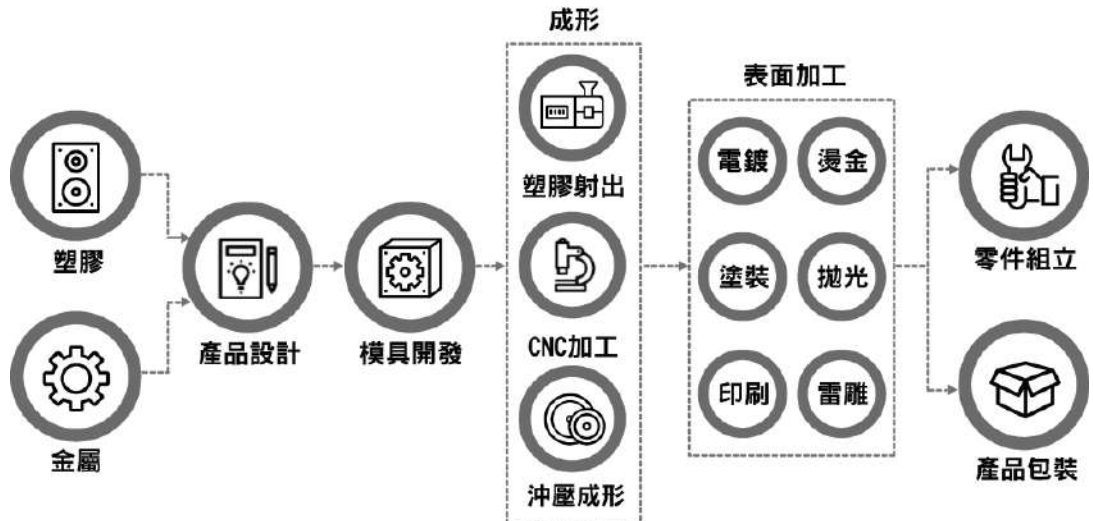 塑膠
金屬
產品設計
模具開發
成形
塑膠射出
CNC加工
沖壓成形
表面加工
電鍍
燙金
塗裝
拋光
印刷
雷雕
零件組立
產品包裝